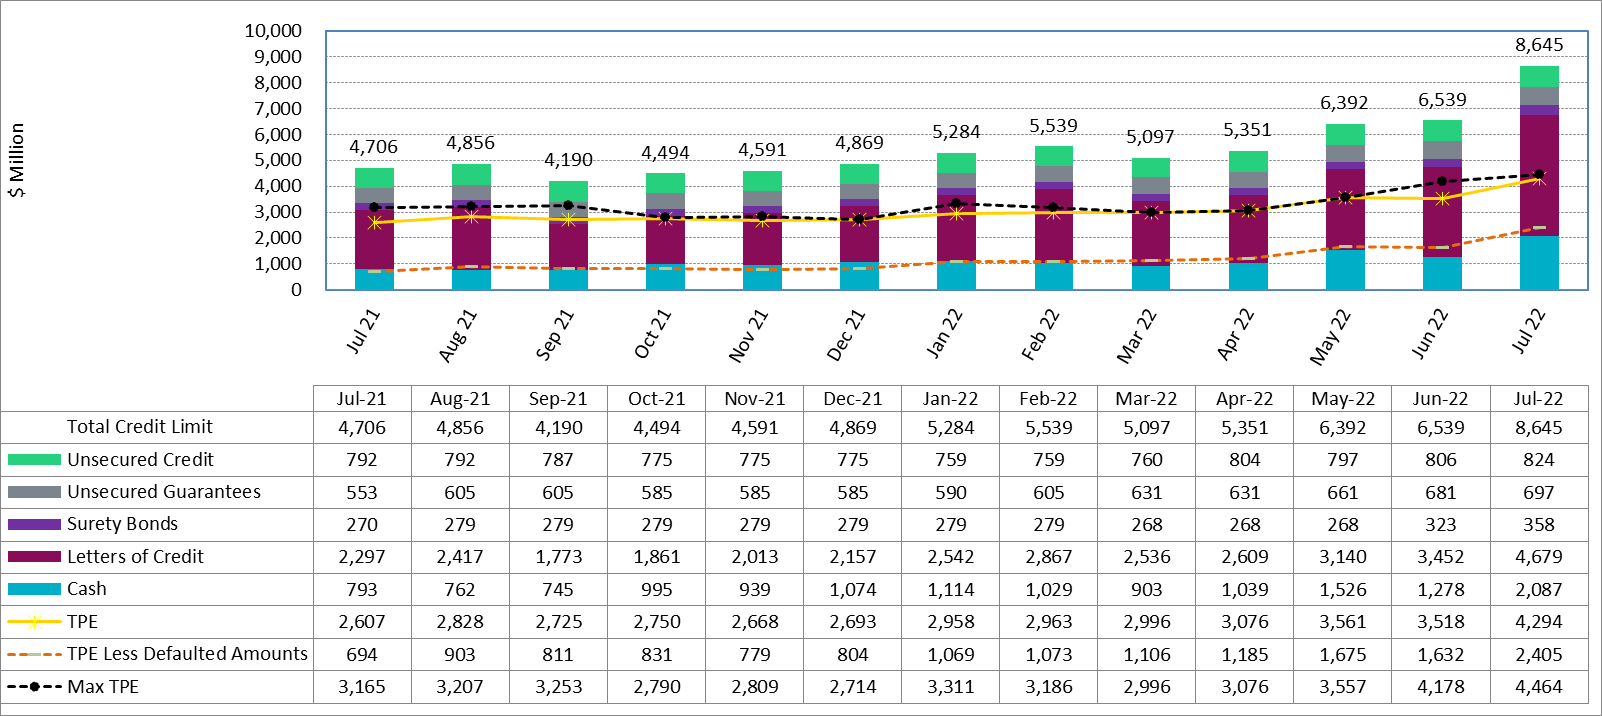 $ Million
10,000
9,000
8,000
7,000
6,000
5,000
4,000
3,000
2,000
1,000
0
4,706 4,856 4,190 4,494 4,591 4,869 5,284 5,539 5,097 5,351 6,392 6,539 8,645
Jul 21 Aug 21 Sep 21 Oct 21 Nov 21 Dec 21 Jan 22 Feb 22 Mar 22 Apr 22 May 22 Jun 22 Jul 22
Jul-21 Aug-21 Sep-21 Oct-21 Nov-21 Dec-21 Jan-22 Feb-22 Mar-22 Apr-22 May-22 Jun-22 Jul-22
Total Credit Limit 4,706 4,856 4,190 4,494 4,591 4,869 5,284 5,539 5,097 5,351 6,392 6,539 8,645
Unsecured Credit 792 792 787 775 775 775 759 759 760 804 797 806 824
Unsecured Guarantees 553 605 605 585 585 585 590 605 631 631 661 681 697
Surety Bonds 270 279 279 279 279 279 279 279 268 268 268 323 358
Letters of Credit 2,297 2,417 1,773 1,861 2,013 2,157 2,542 2,867 2,536 2,609 3,140 3,452 4,679
Cash 793 762 745 995 939 1,074 1,114 1,029 903 1,039 1,526 1,278 2,087
TPE 2,607 2,828 2,725 2,750 2,668 2,693 2,958 2,963 2,996 3,076 3,561 3,518 4,294
TPE Less Defaulted Amounts 694 903 811 831 779 804 1,069 1,073 1,106 1,185 1,675 1,632 2,405
Max TPE 3,165 3,207 3,253 2,790 2,809 2,714 3,311 3,186 2,996 3,076 3,557 4,178 4,464